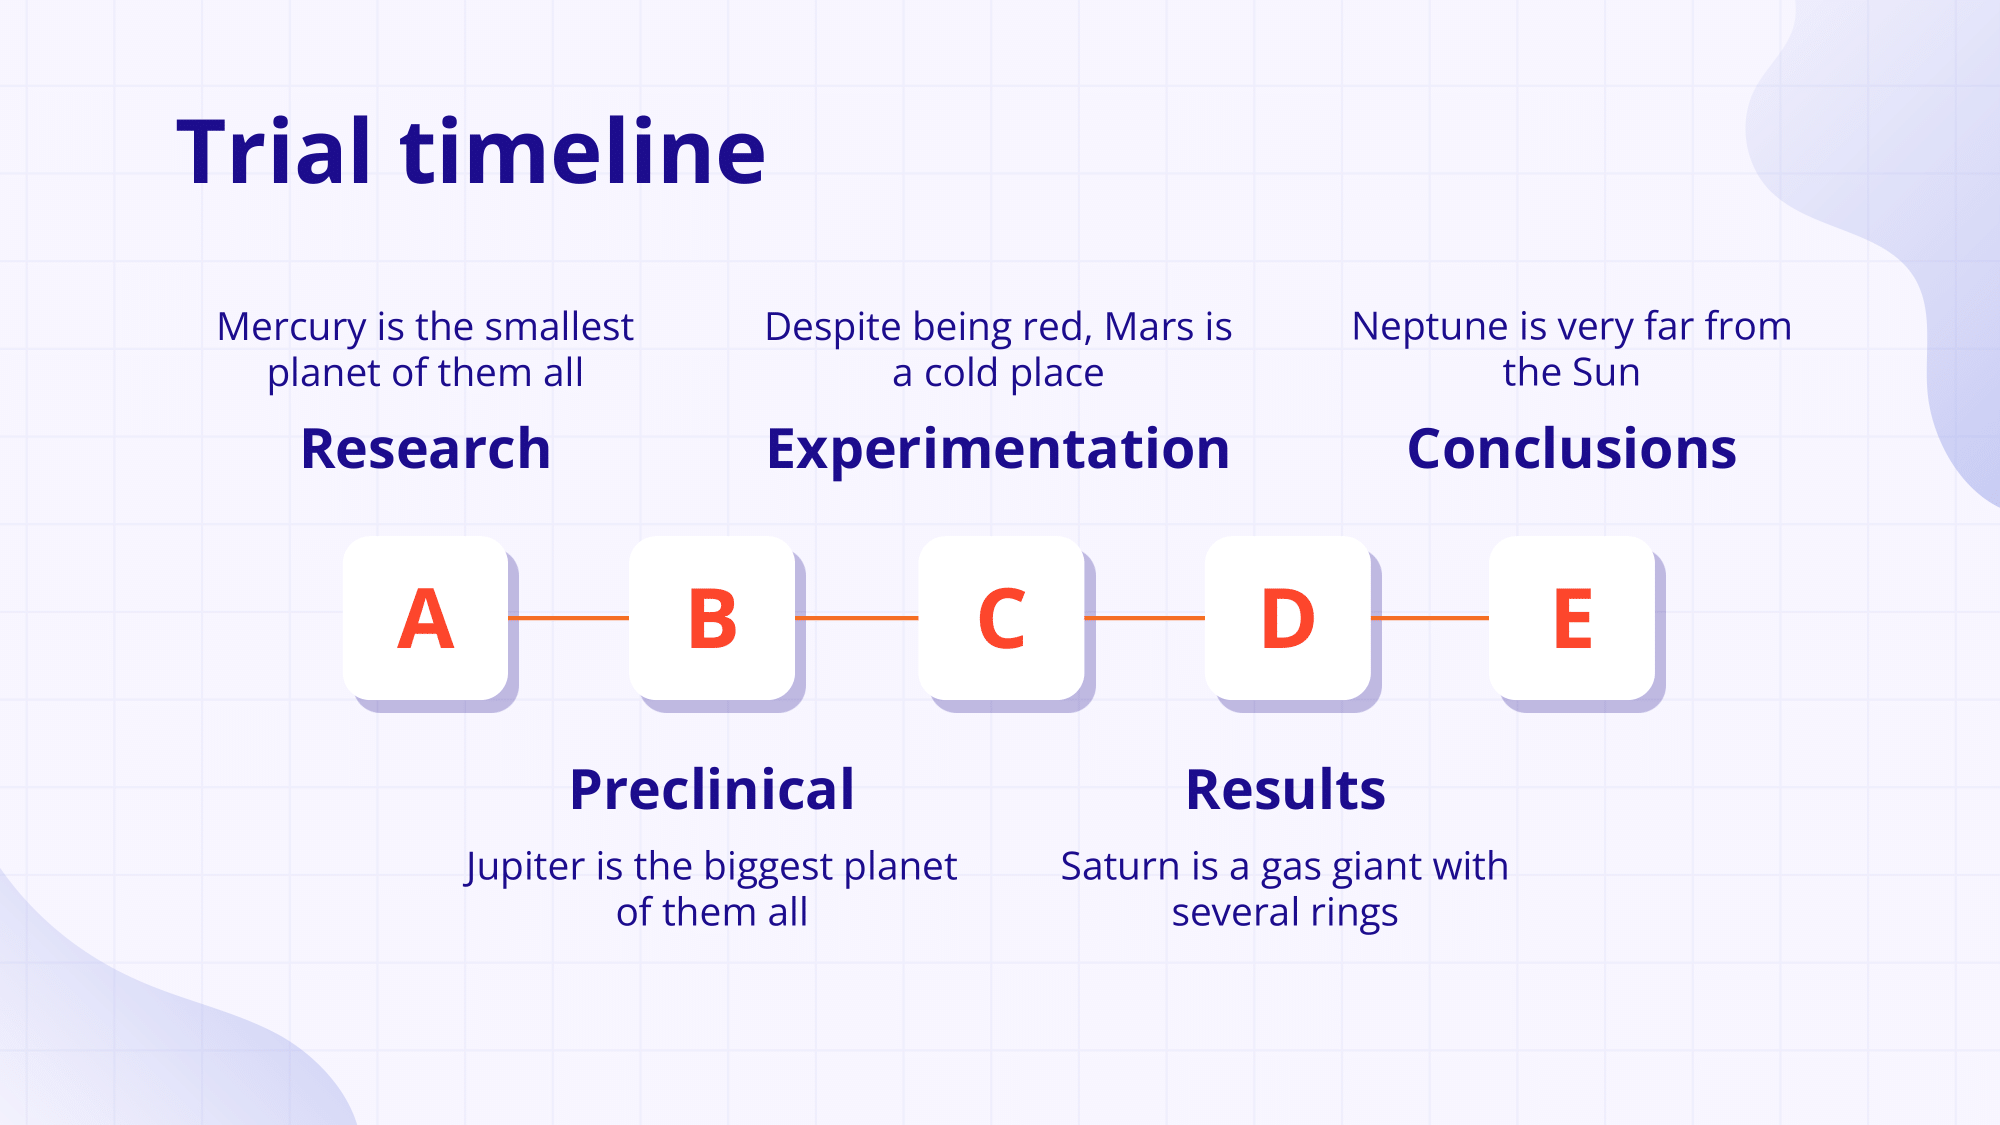 Trial timeline
Mercury is the smallest
planet of them all
Research
Despite being red, Mars is
a cold place
Experimentation
Neptune is very far from
the Sun
Conclusions
A
B
C
D
E
Preclinical
Jupiter is the biggest planet
of them all
Results
Saturn is a gas giant with
several rings